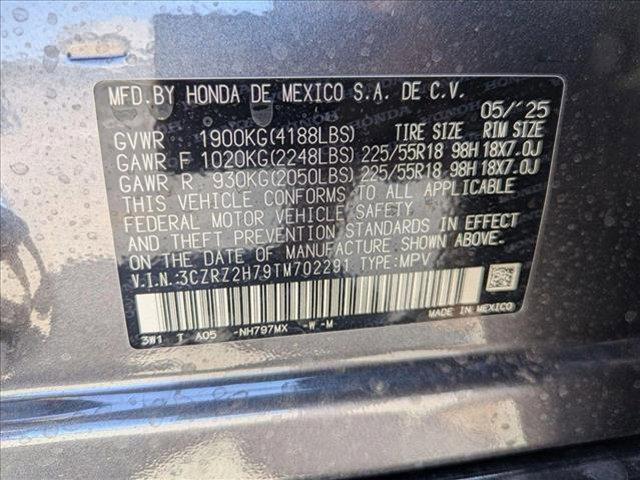 MFD.BY HONDA DE MEXICO S.A. DE C.V.
05/'25
GVWR 1900KG(4188LBS) TIRE SIZE RIM SIZE
GAWR F 1020KG(2248LBS) 225/55R18 98H 18X7.0J
GAWR R 930KG(2050LBS) 225/55R18 98H 18X7.0J
THIS VEHICLE CONFORMS TO ALL APPLICABLE
FEDERAL MOTOR VEHICLE SAFETY
AND THEFT PREVENTION STANDARDS IN EFFECT
ON THE DATE OF MANUFACTURE SHOWN ABOVE.
V.I.N.:3CZRZ2H79TM702291 TYPE:MPV
3W1 T A05 -NH797MX -W -M
MADE IN MEXICO